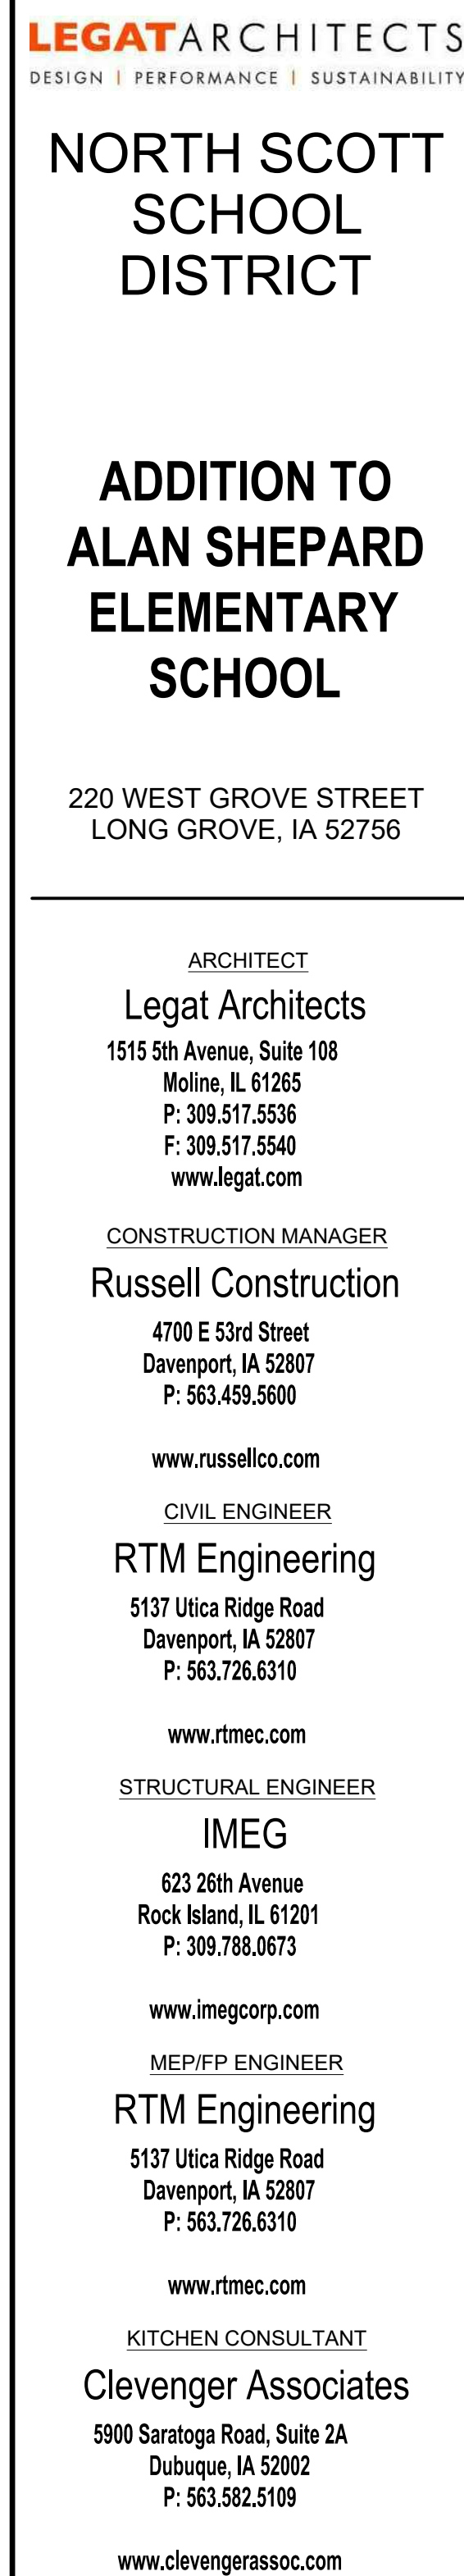 LEGATARCHITECTS
DESIGN | PERFORMANCE | SUSTAINABILITY
NORTH SCOTT
SCHOOL
DISTRICT
ADDITION TO
ALAN SHEPARD
ELEMENTARY
SCHOOL
220 WEST GROVE STREET
LONG GROVE, IA 52756
ARCHITECT
Legat Architects
1515 5th Avenue, Suite 108
Moline, IL 61265
P: 309.517.5536
F: 309.517.5540
www.legat.com
CONSTRUCTION MANAGER
Russell Construction
4700 E 53rd Street
Davenport, IA 52807
P: 563.459.5600
www.russellco.com
CIVIL ENGINEER
RTM Engineering
5137 Utica Ridge Road
Davenport, IA 52807
P: 563.726.6310
www.rtmec.com
STRUCTURAL ENGINEER
IMEG
623 26th Avenue
Rock Island, IL 61201
P: 309.788.0673
www.imegcorp.com
MEP/FP ENGINEER
RTM Engineering
5137 Utica Ridge Road
Davenport, IA 52807
P: 563.726.6310
www.rtmec.com
KITCHEN CONSULTANT
Clevenger Associates
5900 Saratoga Road, Suite 2A
Dubuque, IA 52002
P: 563.582.5109
www.clevengerassoc.com